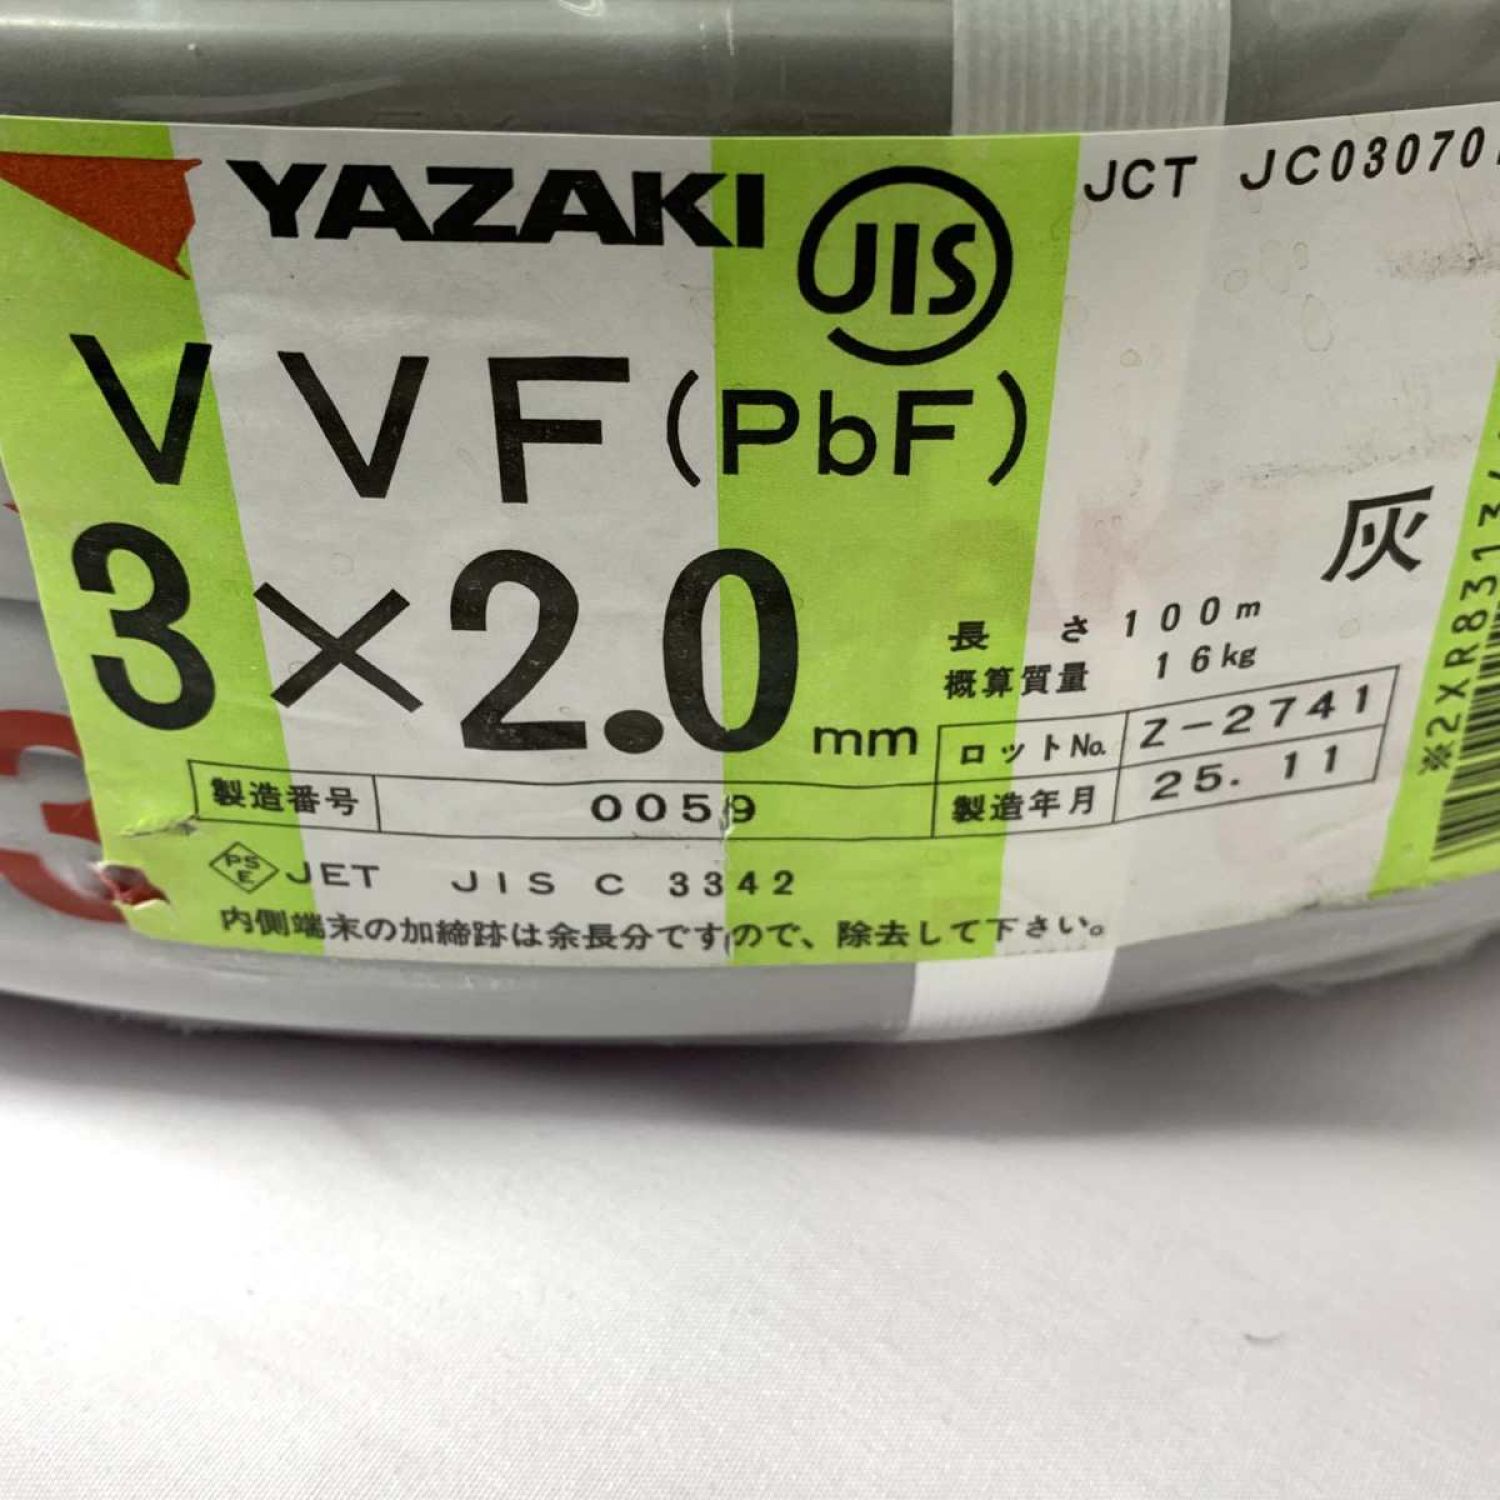 YAZAKI JIS JCT JC03070
VVF(PbF)
3×2.0mm
灰
長さ 100m
概算質量 16kg
ロットNo. Z-2741
製造番号 0059 製造年月 25.11
PSE JET JIS C 3342
内側端末の加締跡は余長分ですので、除去して下さい。
※2XR8313
3